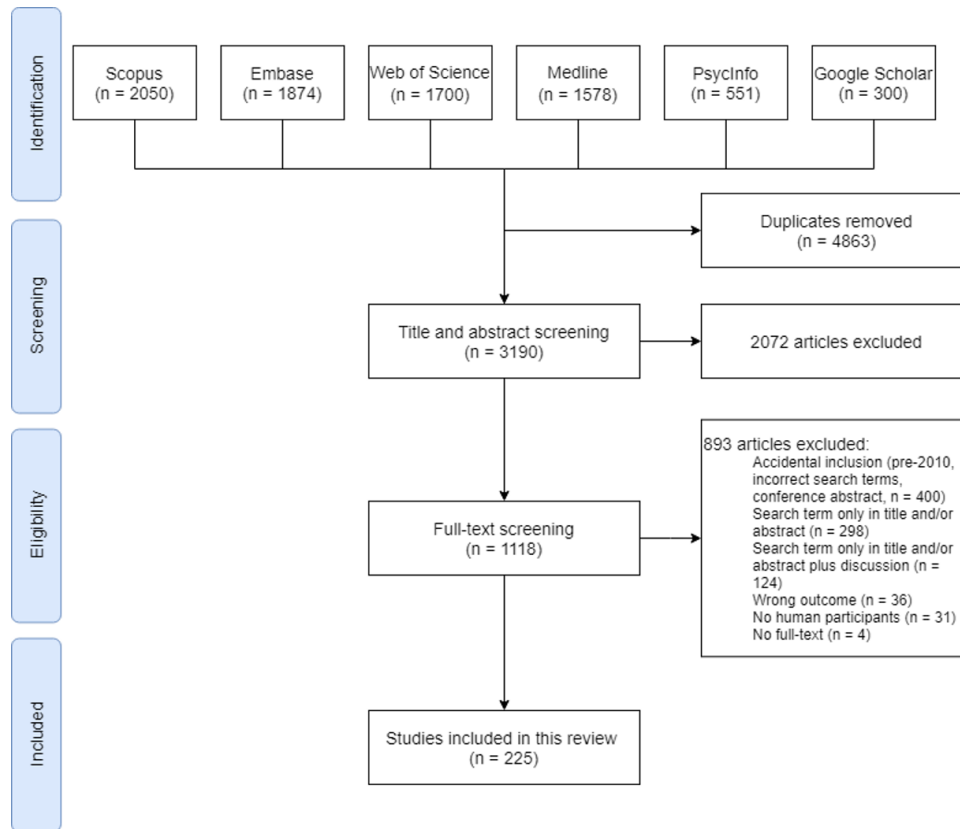 Identification
Scopus
(n = 2050)
Embase
(n = 1874)
Web of Science
(n = 1700)
Medline
(n = 1578)
PsycInfo
(n = 551)
Google Scholar
(n = 300)
Duplicates removed
(n = 4863)
Screening
Title and abstract screening
(n = 3190)
2072 articles excluded
Eligibility
Full-text screening
(n = 1118)
893 articles excluded:
Accidental inclusion (pre-2010,
incorrect search terms,
conference abstract, n = 400)
Search term only in title and/or
abstract (n = 298)
Search term only in title and/or
abstract plus discussion (n =
124)
Wrong outcome (n = 36)
No human participants (n = 31)
No full-text (n = 4)
Included
Studies included in this review
(n = 225)